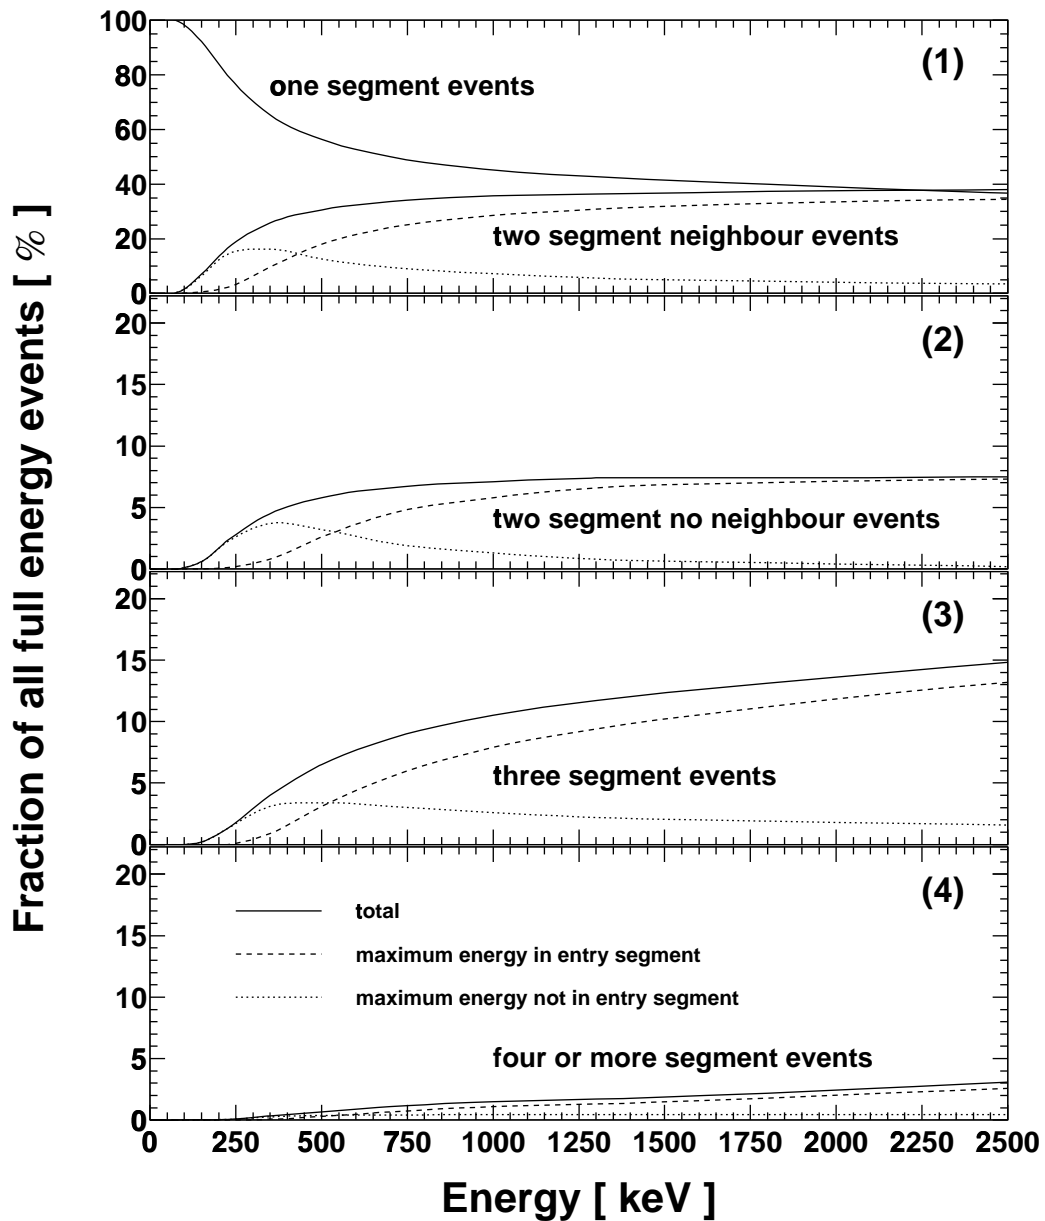 Fraction of all full energy events [ % ]
100
80
60
40
20
0
(1)
one segment events
two segment neighbour events
20
15
10
5
0
(2)
two segment no neighbour events
20
15
10
5
0
(3)
three segment events
20
15
10
5
0
(4)
total
maximum energy in entry segment
maximum energy not in entry segment
four or more segment events
0 250 500 750 1000 1250 1500 1750 2000 2250 2500
Energy [ keV ]